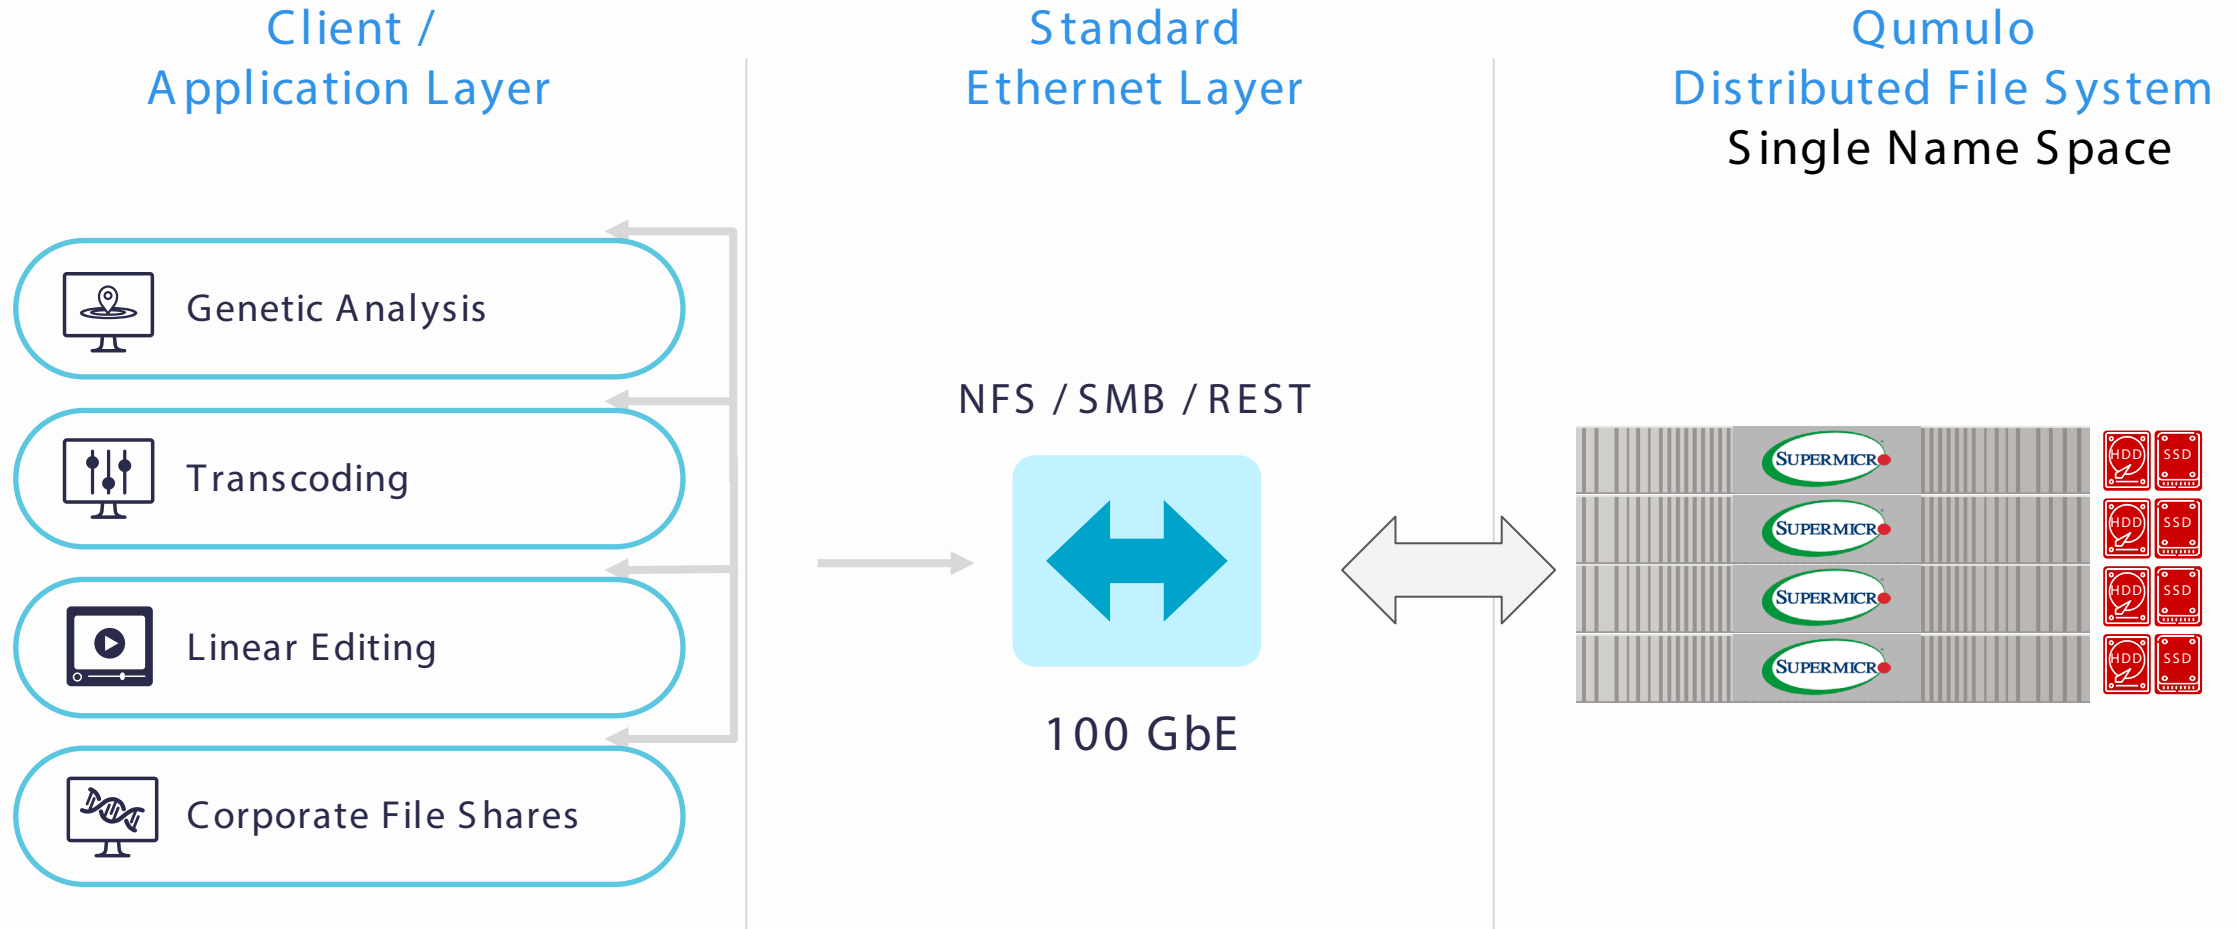 Client /
Application Layer
Standard
Ethernet Layer
Qumulo
Distributed File System
Single Name Space
Genetic Analysis
Transcoding
Linear Editing
Corporate File Shares
NFS / SMB / REST
100 GbE
SUPERMICR
HDD SSD
SUPERMICR
HDD SSD
SUPERMICR
HDD SSD
SUPERMICR
HDD SSD